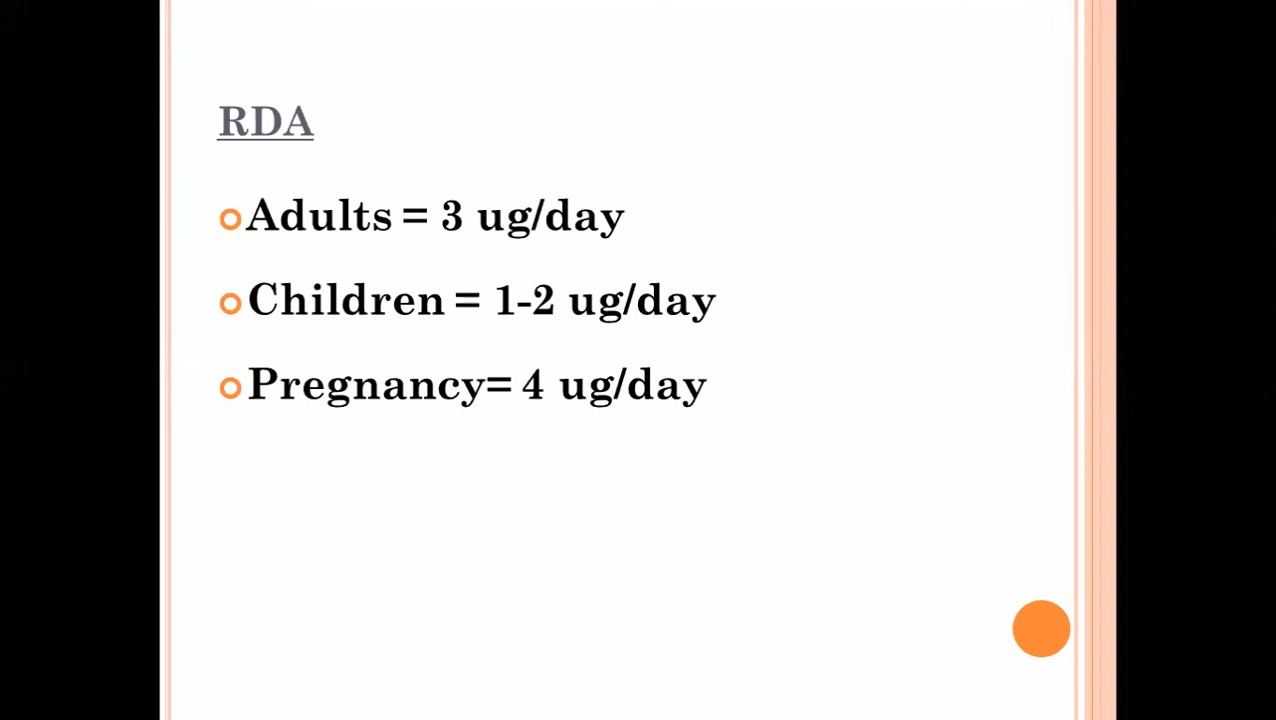 RDA
Adults = 3 ug/day
Children = 1-2 ug/day
Pregnancy= 4 ug/day